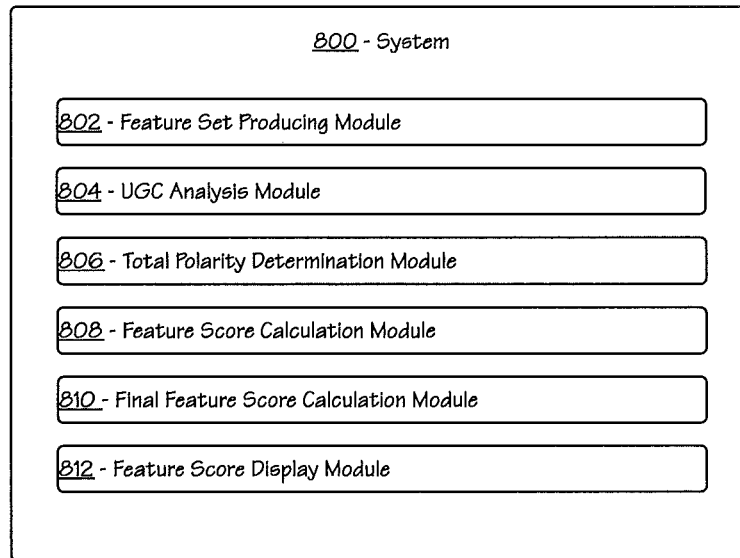 800 - System
802 - Feature Set Producing Module
804 - UGC Analysis Module
806 - Total Polarity Determination Module
808 - Feature Score Calculation Module
810 - Final Feature Score Calculation Module
812 - Feature Score Display Module